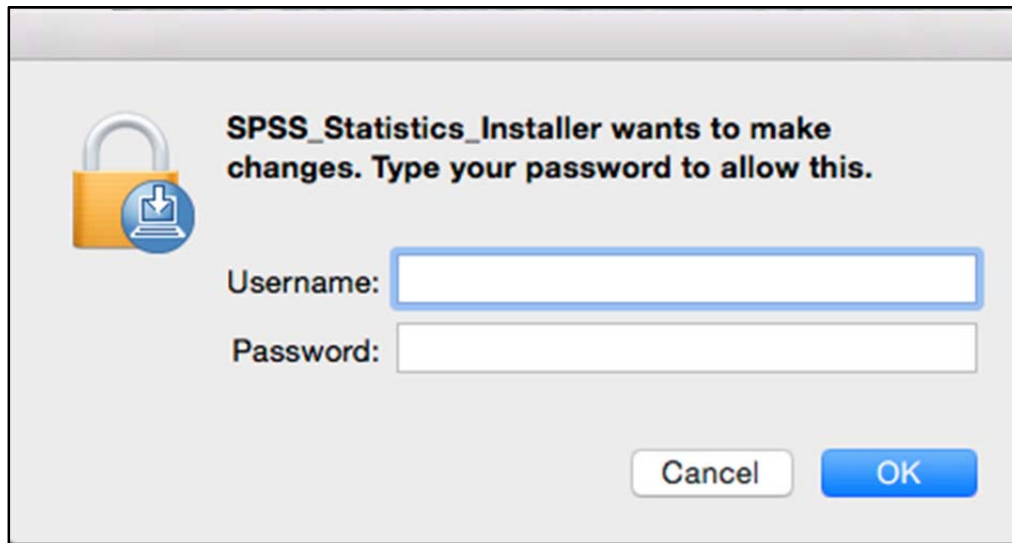 SPSS_Statistics_Installer wants to make
changes. Type your password to allow this.
Username:
Password:
Cancel OK